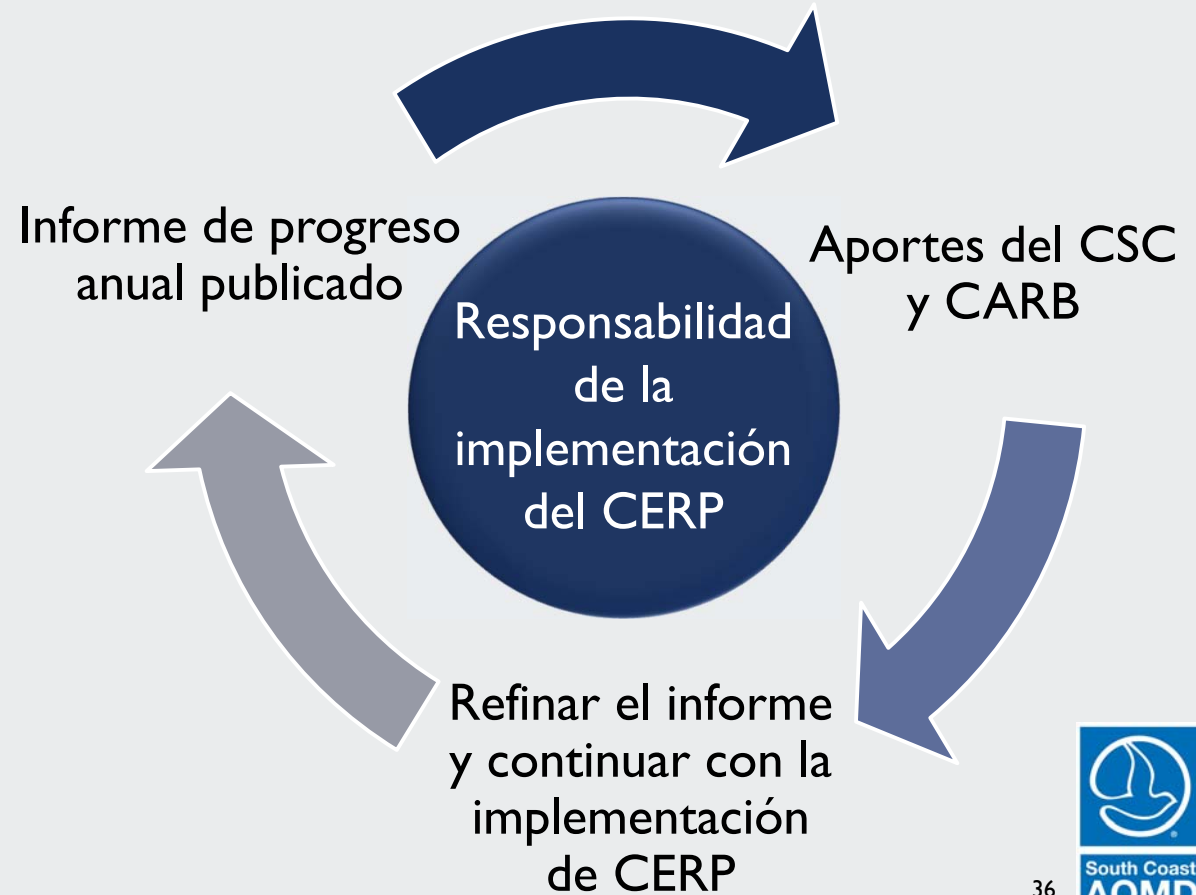 Informe de progreso
anual publicado
Aportes del CSC
y CARB
Responsabilidad
de la
implementación
del CERP
Refinar el informe
y continuar con la
implementación
de CERP
36
South Coast
AQMD